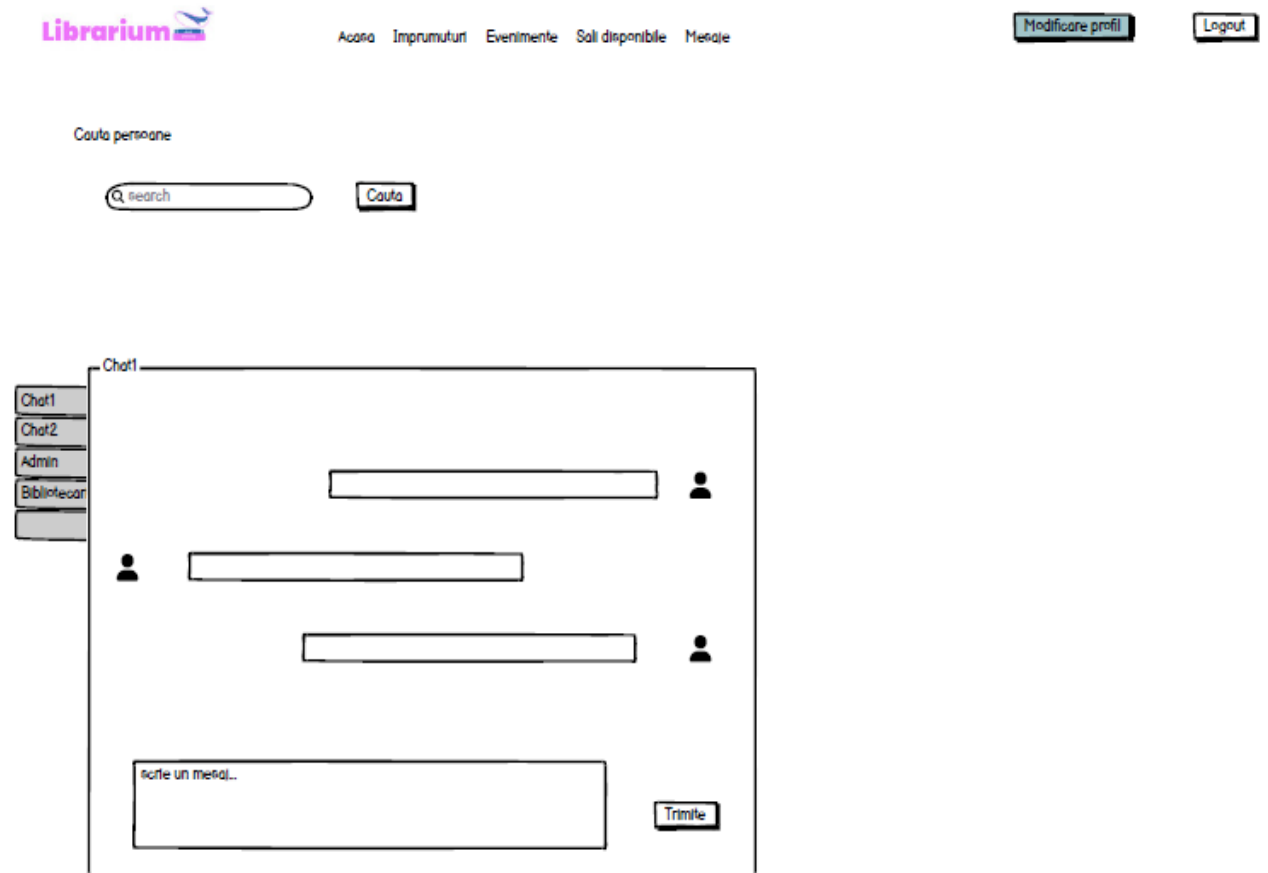 Librarium
Acasa Imprumuturi Evenimente Sali disponibile Mesaje
Modificare profil
Logout
Cauta persoane
search
Cauta
Chat1
Chat1
Chat2
Admin
Bibliotecar
scrie un mesaj...
Trimite